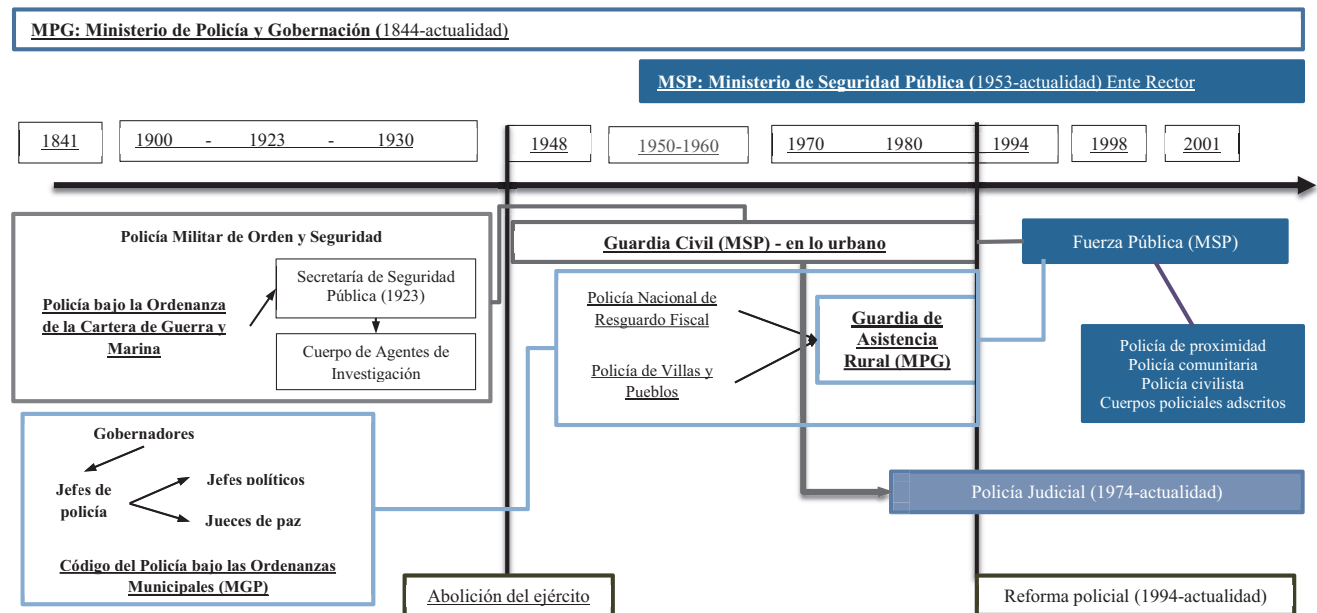 MPG: Ministerio de Policía y Gobernación (1844-actualidad)
MSP: Ministerio de Seguridad Pública (1953-actualidad) Ente Rector
1841
1900 - 1923 - 1930
1948
1950-1960
1970 1980 1994
1998
2001
Policía Militar de Orden y Seguridad
Policía bajo la Ordenanza
de la Cartera de Guerra y
Marina
Secretaría de Seguridad
Pública (1923)
Cuerpo de Agentes de
Investigación
Guardia Civil (MSP) - en lo urbano
Policía Nacional de
Resguardo Fiscal
Policía de Villas y
Pueblos
Guardia de
Asistencia
Rural (MPG)
Fuerza Pública (MSP)
Policía de proximidad
Policía comunitaria
Policía civilista
Cuerpos policiales adscritos
Gobernadores
Jefes de
policía
Jefes políticos
Jueces de paz
Código del Policía bajo las Ordenanzas
Municipales (MGP)
Policía Judicial (1974-actualidad)
Abolición del ejército
Reforma policial (1994-actualidad)